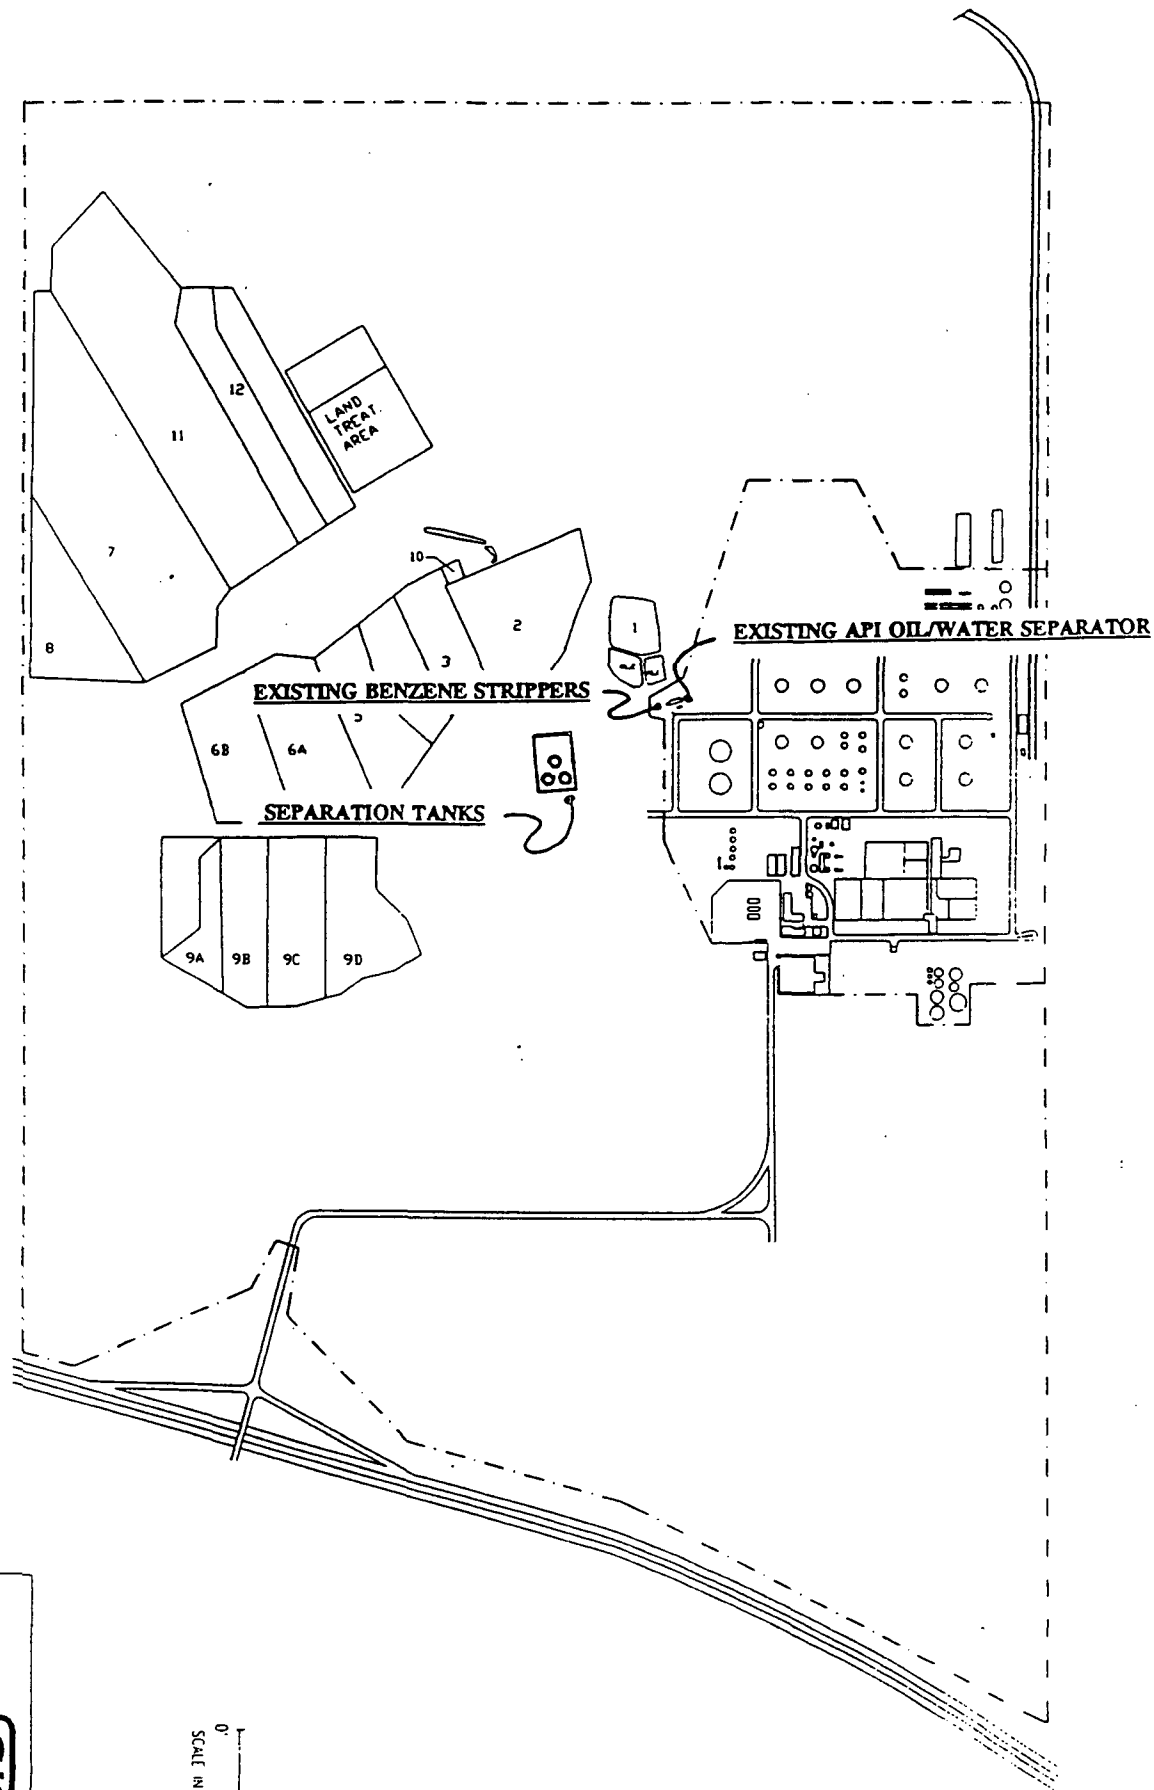 12
LAND
TREAT.
AREA
11
7
10
2
1
EXISTING API OIL/WATER SEPARATOR
8
3
EXISTING BENZENE STRIPPERS
5
6B
6A
SEPARATION TANKS
9A
9B
9C
9D
0'
SCALE IN